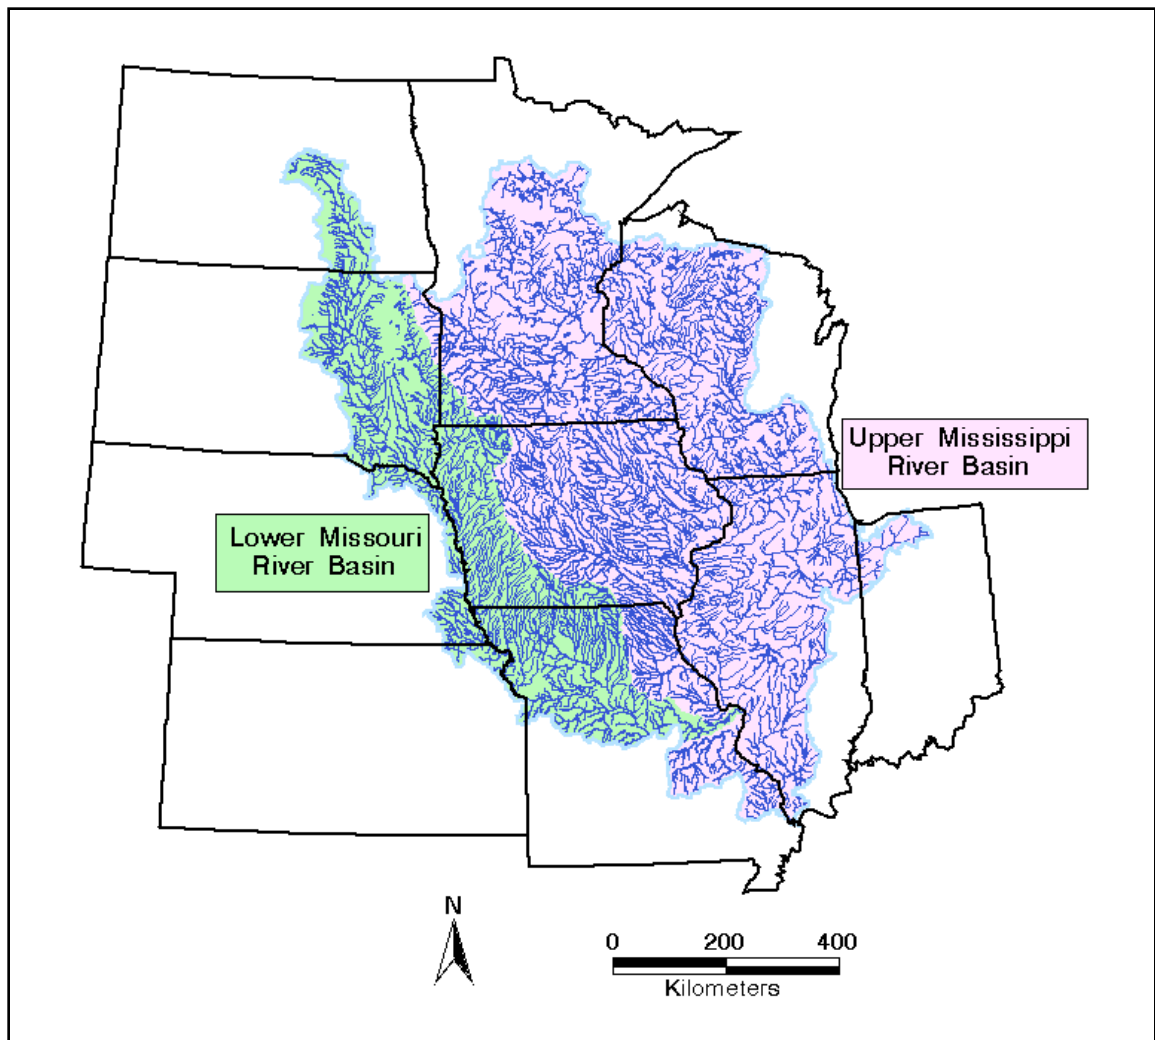 Upper Mississippi
River Basin
Lower Missouri
River Basin
N
0 200 400
Kilometers